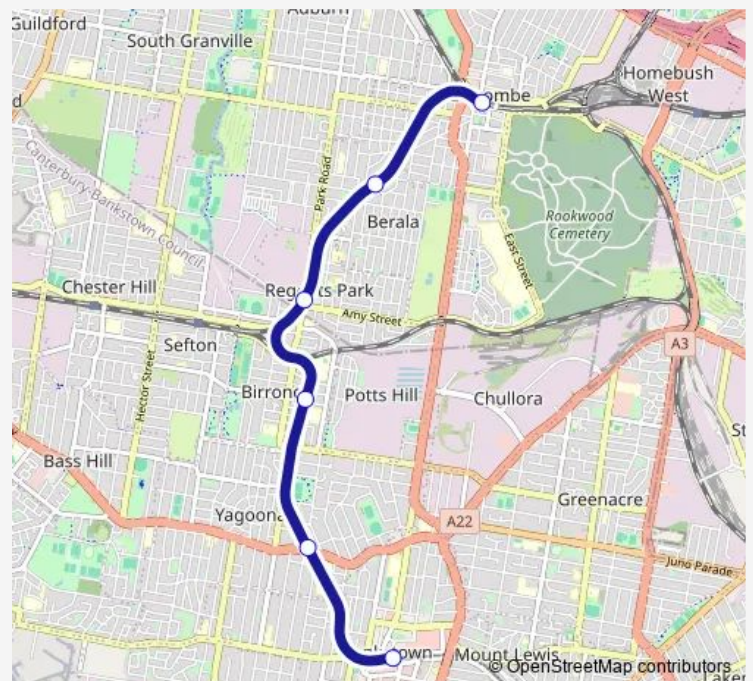 Guildford
South Granville
Homebush
West
Park Road
Canterbury-Bankstown Council
Berala
Rookwood
Cemetery
East Street
Chester Hill
Amy Street
Sefton
A3
Hector Street
Potts Hill
Chullora
Bass Hill
Greenacre
A22
Juno Parade
Mount Lewis
© OpenStreetMap contributors